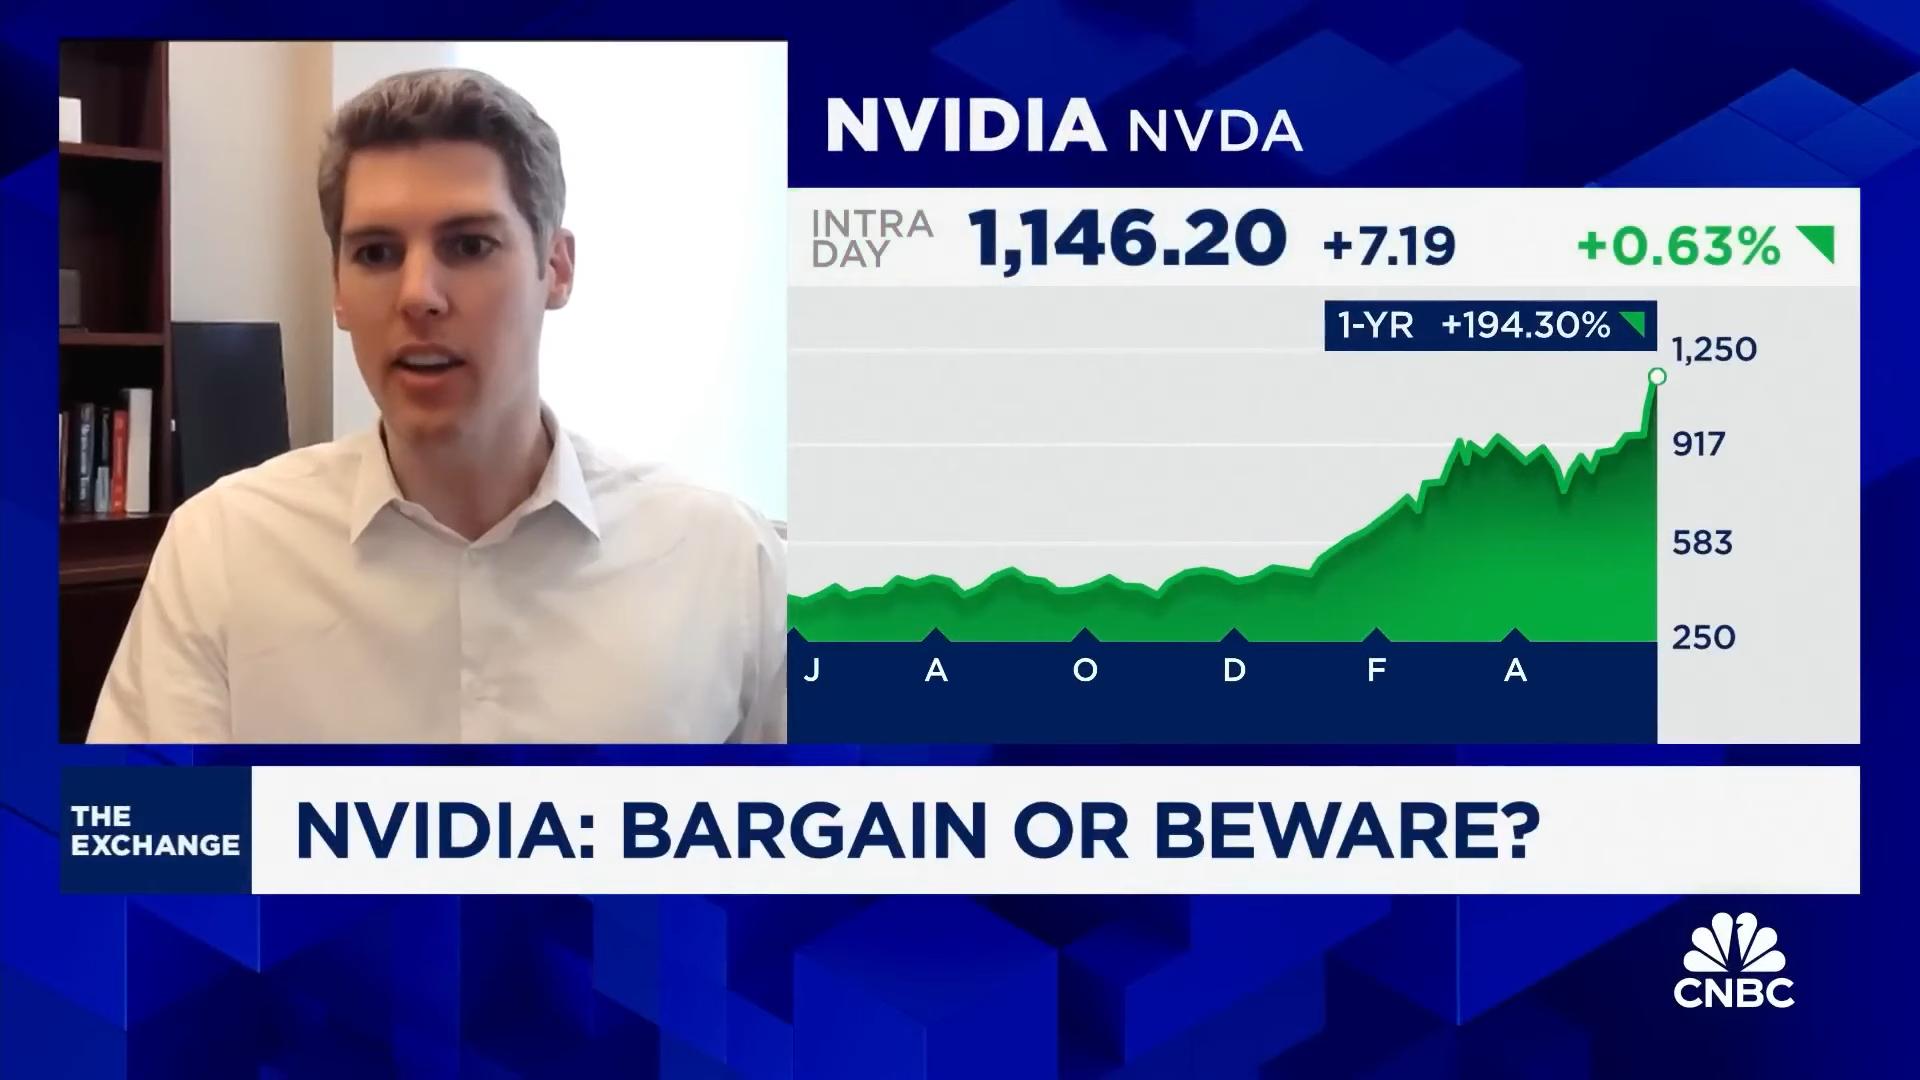 NVIDIA NVDA
INTRA
DAY
1,146.20 +7.19 +0.63%
1-YR +194.30%
1,250
917
583
250
J A O D F A
THE
EXCHANGE
NVIDIA: BARGAIN OR BEWARE?
CNBC